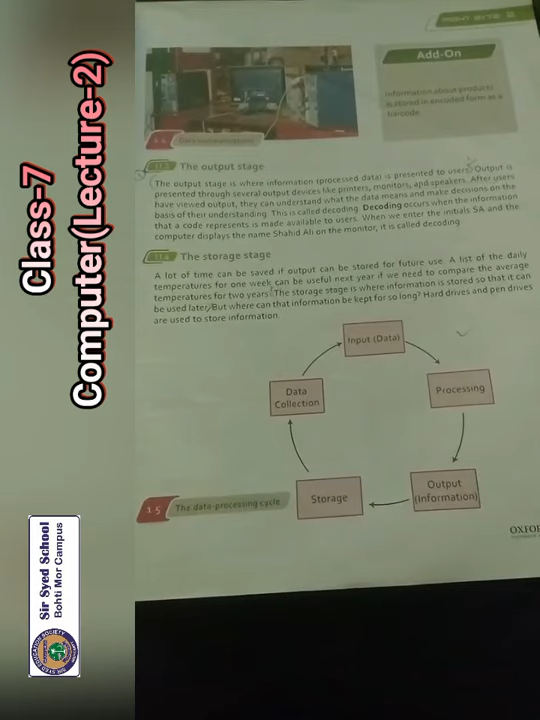 Class-7
Computer(Lecture-2)
Sir Syed School
Bohti Mor Campus
RIGHT BYTE 2
Add-On
Information about products
is stored in encoded form as a
barcode.
The output stage
The output stage is where information (processed data) is presented to users. Output is
presented through several output devices like printers, monitors, and speakers. After users
have viewed output, they can understand what the data means and make decisions on the
basis of their understanding. This is called decoding. Decoding occurs when the information
that a code represents is made available to users. When we enter the initials SA and the
computer displays the name Shahid Ali on the monitor, it is called decoding.
The storage stage
A lot of time can be saved if output can be stored for future use. A list of the daily
temperatures for one week can be useful next year if we need to compare the average
temperatures for two years. The storage stage is where information is stored so that it can
be used later. But where can that information be kept for so long? Hard drives and pen drives
are used to store information.
Input (Data)
Data
Collection
Processing
Storage
Output
(Information)
1.5 The data-processing cycle
OXFOR